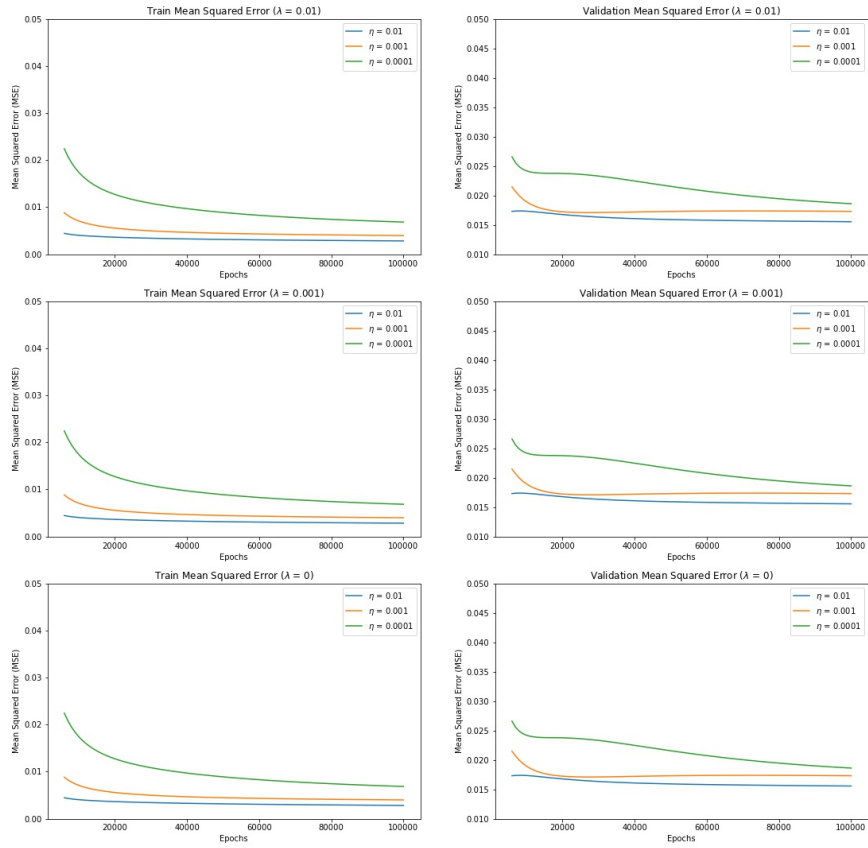 Train Mean Squared Error (λ = 0.01)
0.05
0.04
0.03
0.02
0.01
0.00
Mean Squared Error (MSE)
η = 0.01
η = 0.001
η = 0.0001
20000 40000 60000 80000 100000
Epochs
Validation Mean Squared Error (λ = 0.01)
0.050
0.045
0.040
0.035
0.030
0.025
0.020
0.015
0.010
Mean Squared Error (MSE)
η = 0.01
η = 0.001
η = 0.0001
20000 40000 60000 80000 100000
Epochs
Train Mean Squared Error (λ = 0.001)
0.05
0.04
0.03
0.02
0.01
0.00
Mean Squared Error (MSE)
η = 0.01
η = 0.001
η = 0.0001
20000 40000 60000 80000 100000
Epochs
Validation Mean Squared Error (λ = 0.001)
0.050
0.045
0.040
0.035
0.030
0.025
0.020
0.015
0.010
Mean Squared Error (MSE)
η = 0.01
η = 0.001
η = 0.0001
20000 40000 60000 80000 100000
Epochs
Train Mean Squared Error (λ = 0)
0.05
0.04
0.03
0.02
0.01
0.00
Mean Squared Error (MSE)
η = 0.01
η = 0.001
η = 0.0001
20000 40000 60000 80000 100000
Epochs
Validation Mean Squared Error (λ = 0)
0.050
0.045
0.040
0.035
0.030
0.025
0.020
0.015
0.010
Mean Squared Error (MSE)
η = 0.01
η = 0.001
η = 0.0001
20000 40000 60000 80000 100000
Epochs